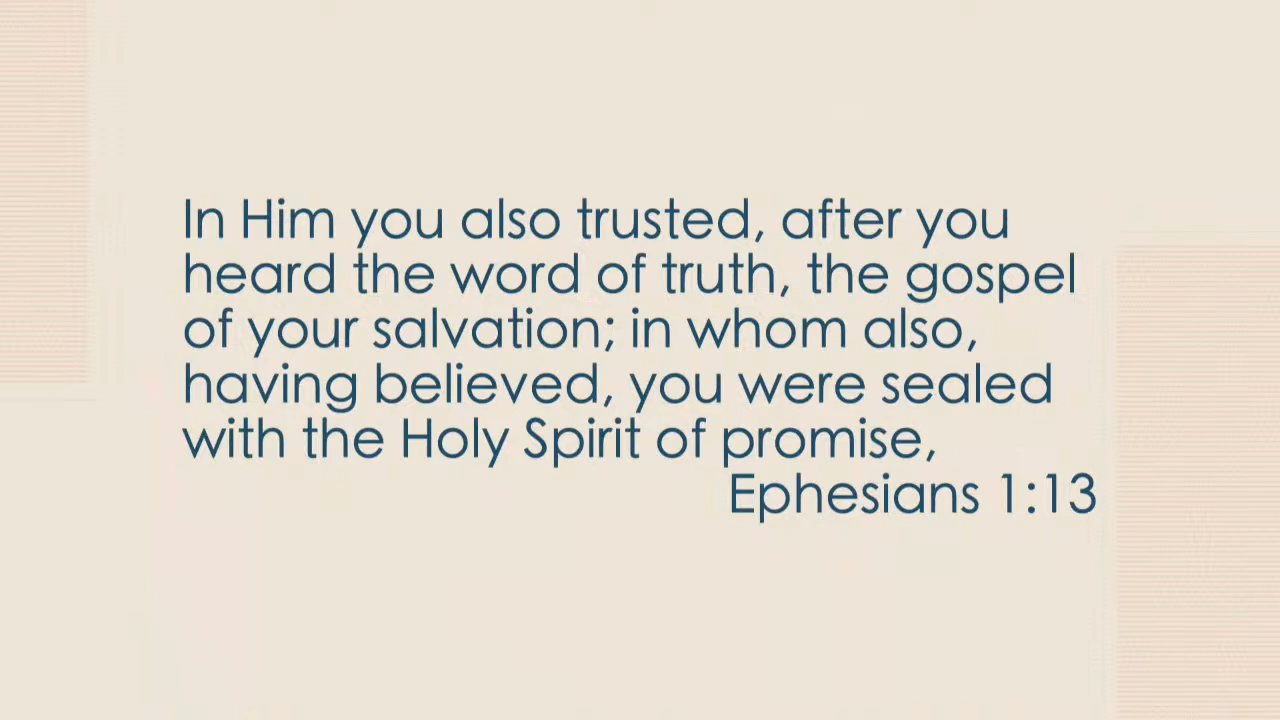 In Him you also trusted, after you
heard the word of truth, the gospel
of your salvation; in whom also,
having believed, you were sealed
with the Holy Spirit of promise,
Ephesians 1:13